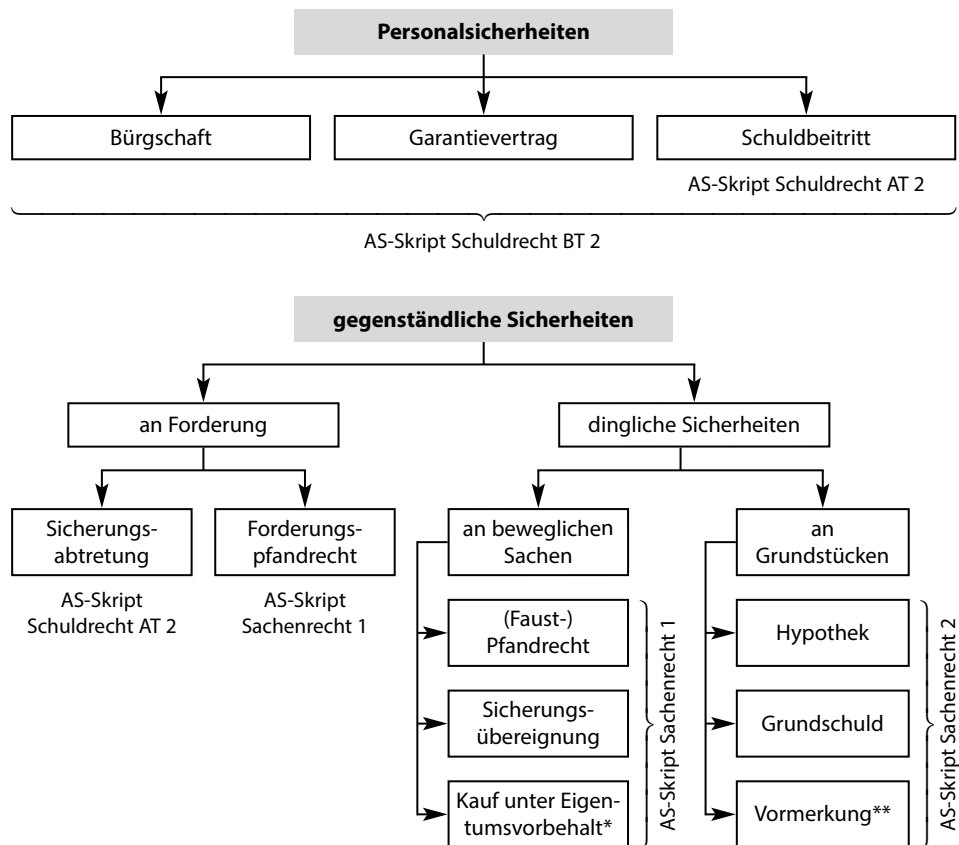 Personalsicherheiten
Bürgschaft
Garantievertrag
Schuldbeitritt
AS-Skript Schuldrecht AT 2
AS-Skript Schuldrecht BT 2
gegenständliche Sicherheiten
an Forderung
dingliche Sicherheiten
Sicherungs-
abtretung
Forderungs-
pfandrecht
an beweglichen
Sachen
an
Grundstücken
AS-Skript
Schuldrecht AT 2
AS-Skript
Sachenrecht 1
(Faust-)
Pfandrecht
Sicherungs-
übereignung
Kauf unter Eigen-
tumsvorbehalt*
AS-Skript Sachenrecht 1
Hypothek
Grundschuld
Vormerkung**
AS-Skript Sachenrecht 2